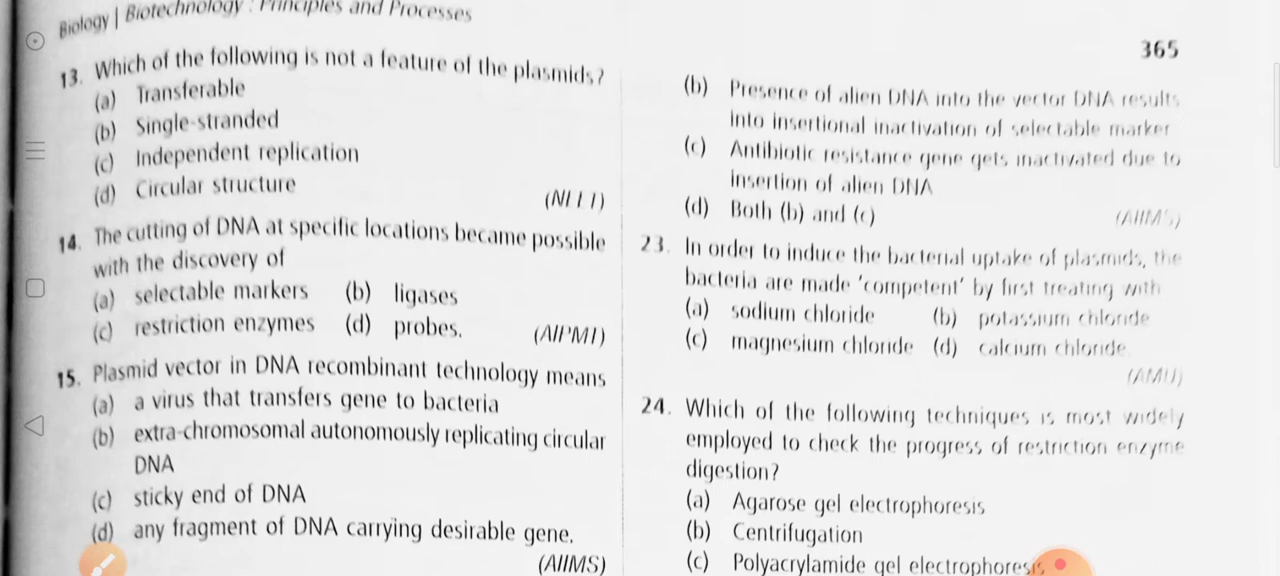 Biology | Biotechnology : Principles and Processes
365
13. Which of the following is not a feature of the plasmids?
(a) Transferable
(b) Single-stranded
(c) Independent replication
(d) Circular structure
(NEET)
14. The cutting of DNA at specific locations became possible
with the discovery of
(a) selectable markers (b) ligases
(c) restriction enzymes (d) probes.
(AIPMT)
15. Plasmid vector in DNA recombinant technology means
(a) a virus that transfers gene to bacteria
(b) extra-chromosomal autonomously replicating circular
DNA
(c) sticky end of DNA
(d) any fragment of DNA carrying desirable gene.
(AIIMS)
(b) Presence of alien DNA into the vector DNA results
into insertional inactivation of selectable marker
(c) Antibiotic resistance gene gets inactivated due to
insertion of alien DNA
(d) Both (b) and (c)
(AIIMS)
23. In order to induce the bacterial uptake of plasmids, the
bacteria are made 'competent' by first treating with
(a) sodium chloride (b) potassium chloride
(c) magnesium chloride (d) calcium chloride.
(AMU)
24. Which of the following techniques is most widely
employed to check the progress of restriction enzyme
digestion?
(a) Agarose gel electrophoresis
(b) Centrifugation
(c) Polyacrylamide gel electrophoresis